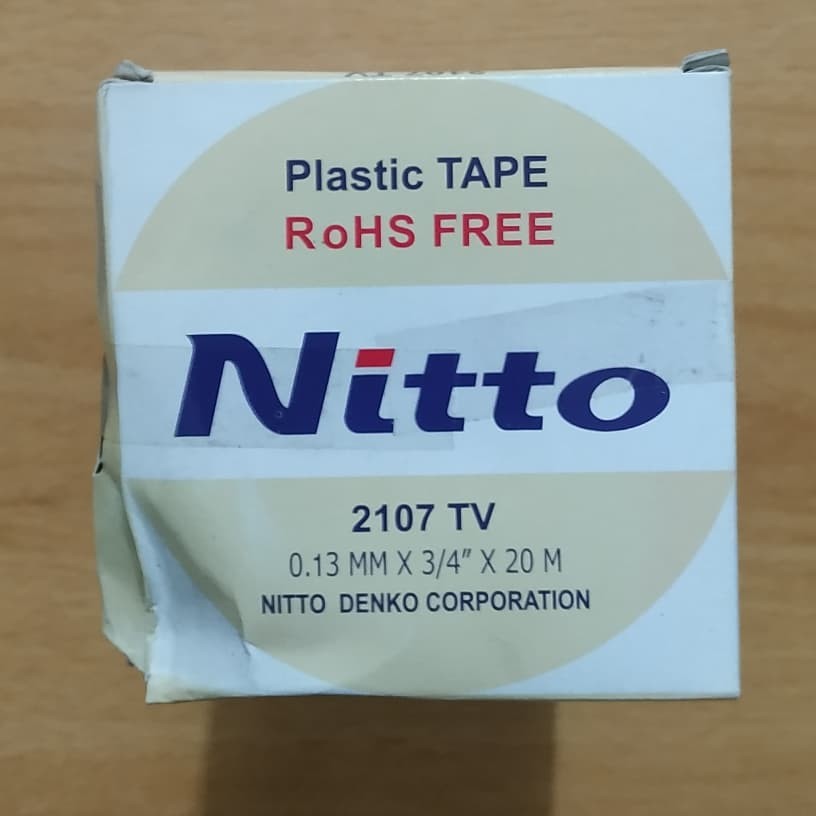 Plastic TAPE
RoHS FREE
Nitto
2107 TV
0.13 MM X 3/4" X 20 M
NITTO DENKO CORPORATION